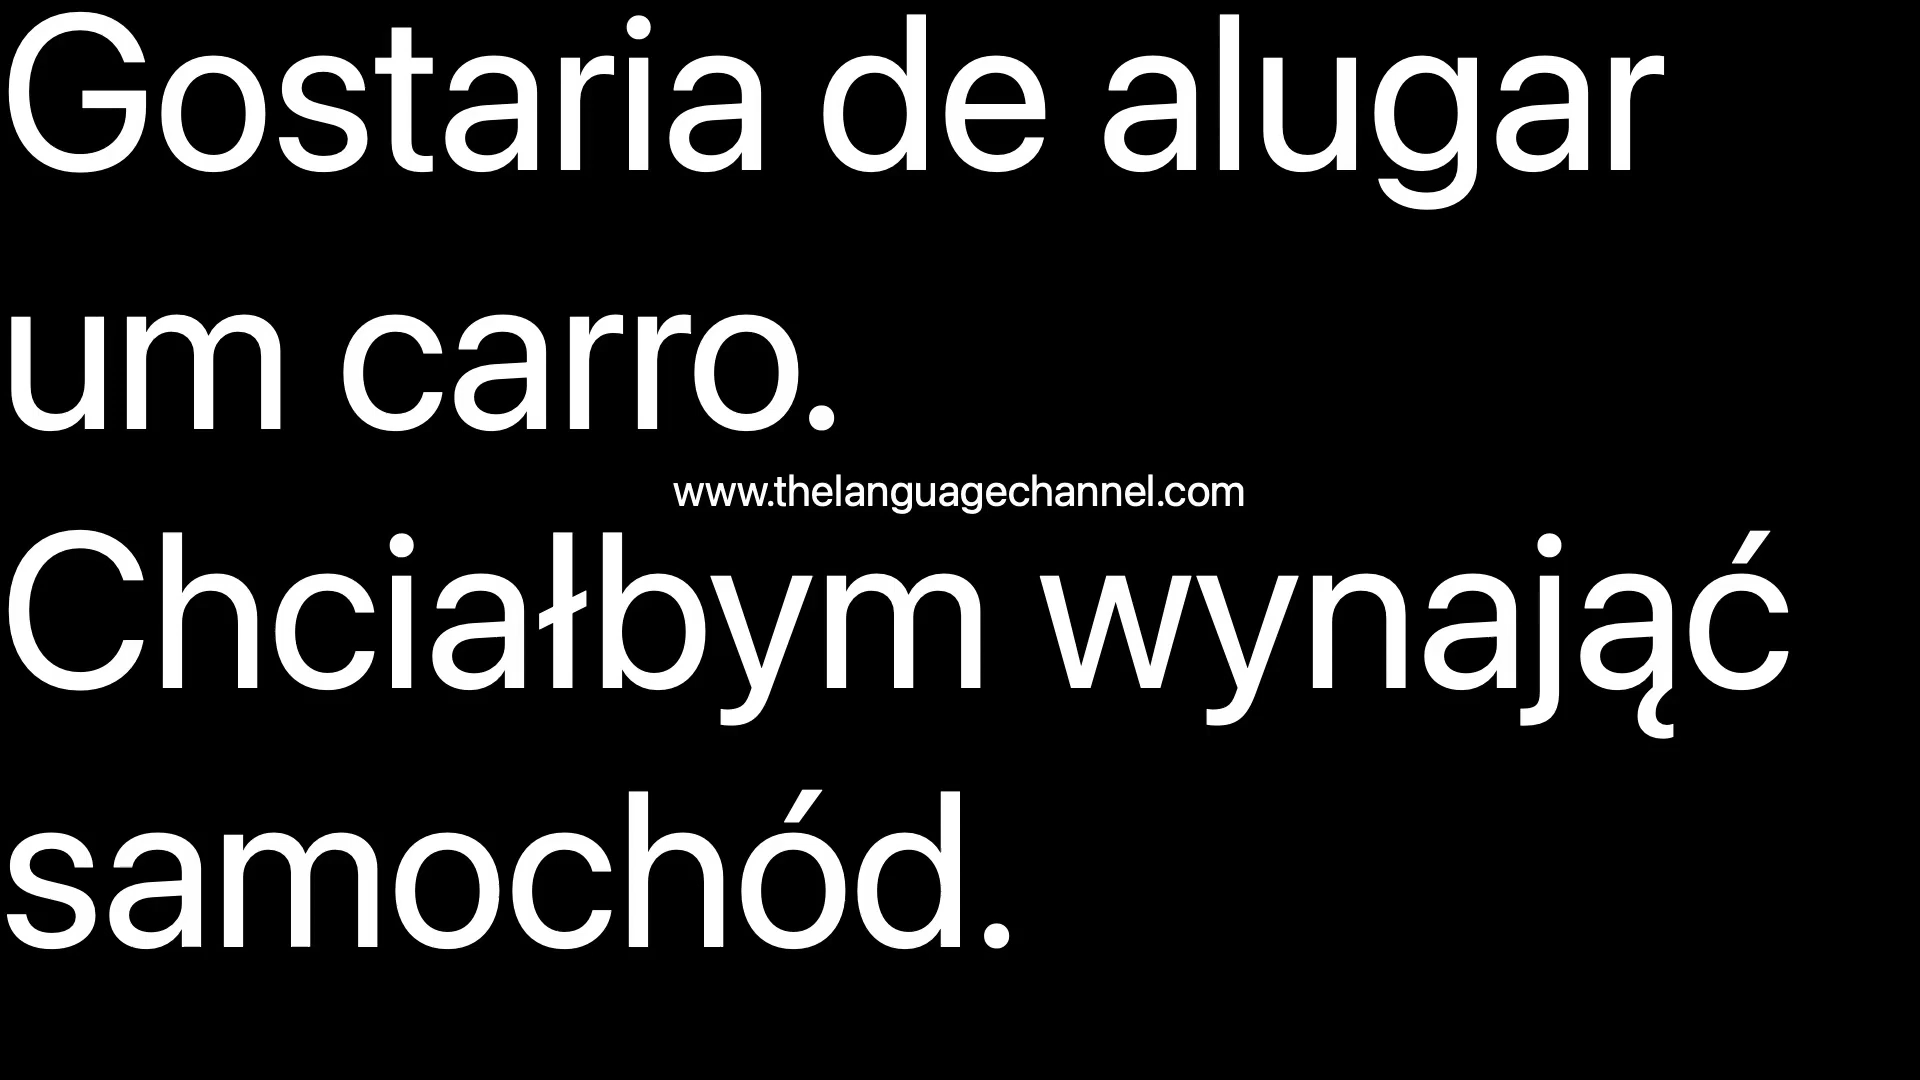 Gostaria de alugar
um carro.
www.thelanguagechannel.com
Chciałbym wynająć
samochód.